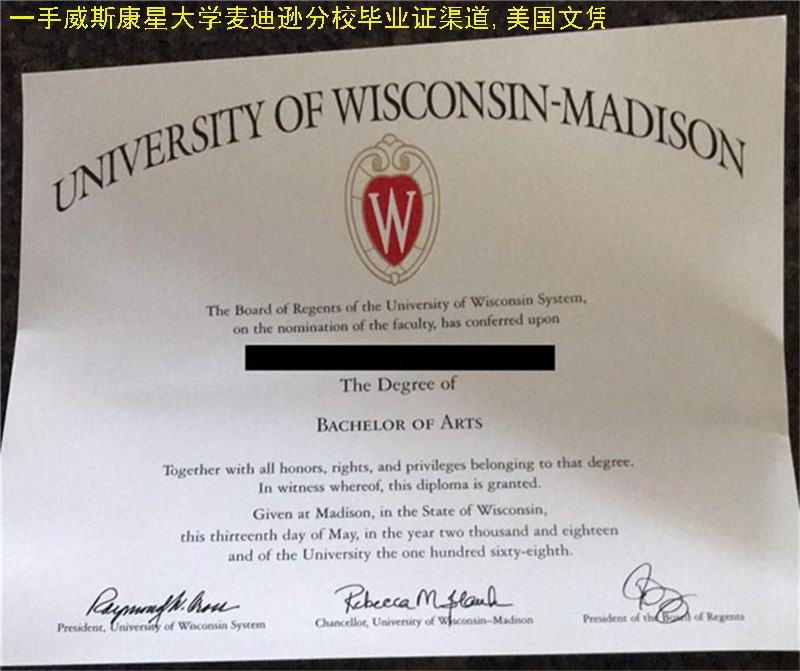 一手威斯康星大学麦迪逊分校毕业证渠道, 美国文凭
UNIVERSITY OF WISCONSIN-MADISON
W
The Board of Regents of the University of Wisconsin System,
on the nomination of the faculty, has conferred upon
The Degree of
BACHELOR OF ARTS
Together with all honors, rights, and privileges belonging to that degree.
In witness whereof, this diploma is granted.
Given at Madison, in the State of Wisconsin,
this thirteenth day of May, in the year two thousand and eighteen
and of the University the one hundred sixty-eighth.
Raymond W. Cross
Rebecca M Blank
President, University of Wisconsin System
Chancellor, University of Wisconsin–Madison
President of the Board of Regents